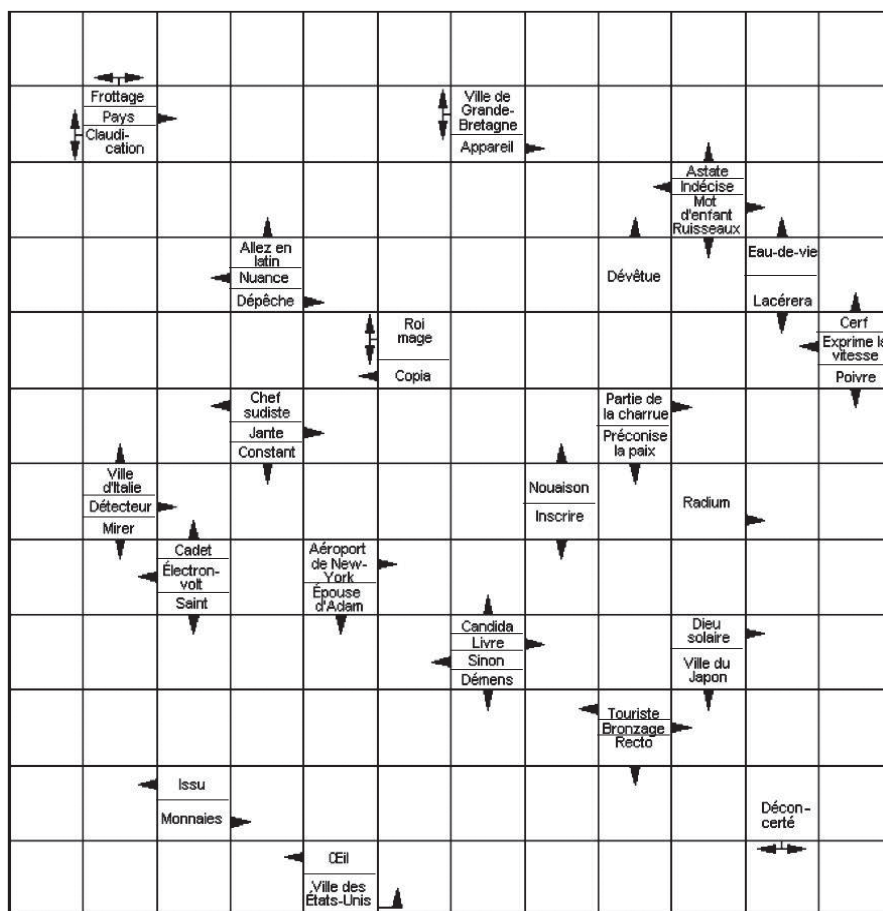 Frottage
Pays
Claudi-
cation
Ville de
Grande-
Bretagne
Appareil
Astate
Indécise
Mot
d'enfant
Ruisseaux
Allez en
latin
Nuance
Dépêche
Dévêtue
Eau-de-vie
Lacérera
Roi
mage
Copia
Cerf
Exprime la
vitesse
Poivre
Chef
sudiste
Jante
Constant
Partie de
la charrue
Préconise
la paix
Ville
d'Italie
Détecteur
Mirer
Nouaison
Inscrire
Radium
Cadet
Électron-
volt
Saint
Aéroport
de New-
York
Épouse
d'Adam
Candida
Livre
Sinon
Démens
Dieu
solaire
Ville du
Japon
Touriste
Bronzage
Recto
Issu
Monnaies
Décon-
certé
Œil
Ville des
États-Unis